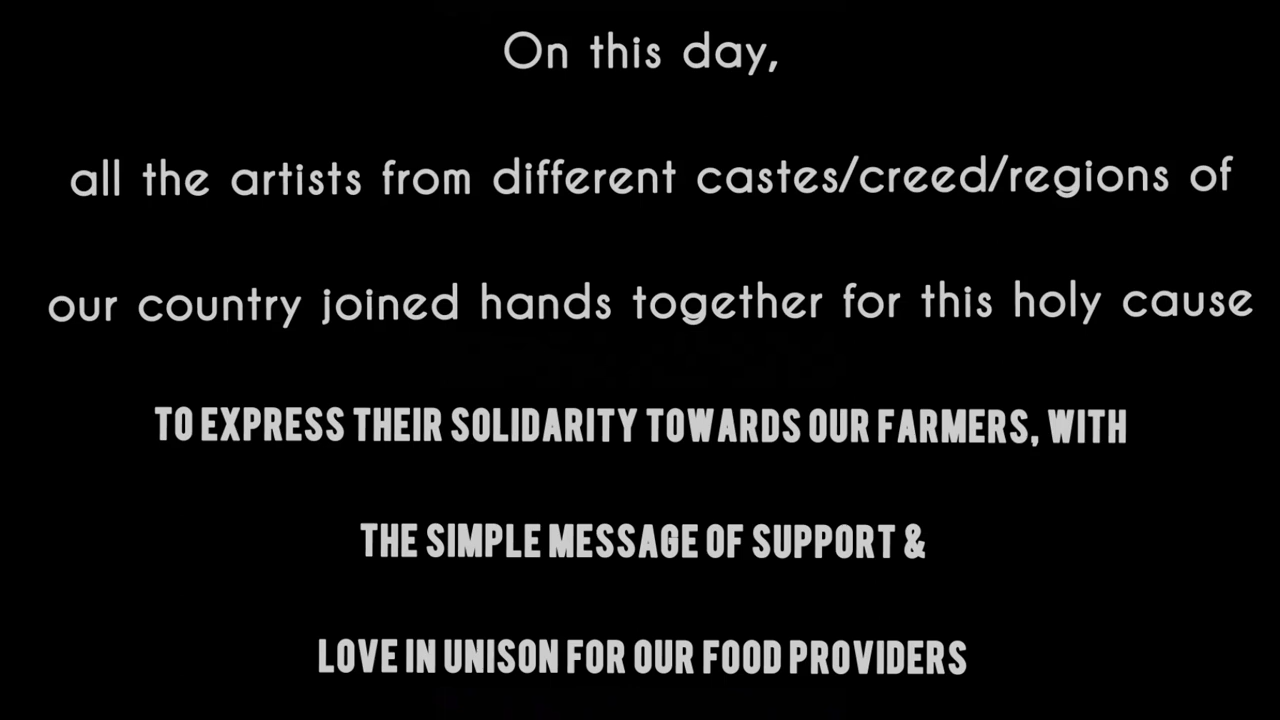 On this day,
all the artists from different castes/creed/regions of
our country joined hands together for this holy cause
TO EXPRESS THEIR SOLIDARITY TOWARDS OUR FARMERS, WITH
THE SIMPLE MESSAGE OF SUPPORT &
LOVE IN UNISON FOR OUR FOOD PROVIDERS